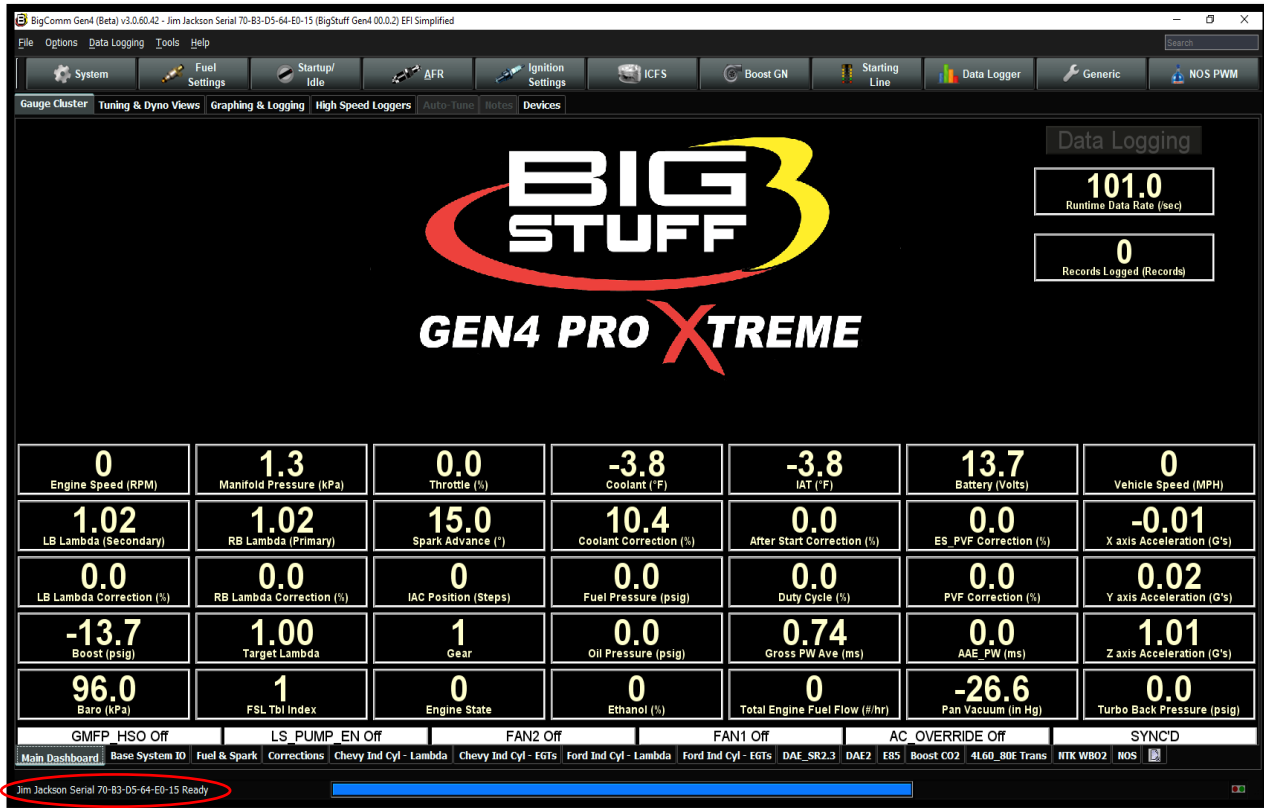 BigComm Gen4 (Beta) v3.0.60.42 - Jim Jackson Serial 70-B3-D5-64-E0-15 (BigStuff Gen4 00.0.2) EFI Simplified
File Options Data Logging Tools Help Search
System Fuel Settings Startup/ Idle AFR Ignition Settings ICFS Boost GN Starting Line Data Logger Generic NOS PWM
Gauge Cluster Tuning & Dyno Views Graphing & Logging High Speed Loggers Auto-Tune Notes Devices
Data Logging
BIG 3
STUFF
GEN4 PRO XTREME
101.0
Runtime Data Rate (/sec)
0
Records Logged (Records)
0 1.3 0.0 -3.8 -3.8 13.7 0
Engine Speed (RPM) Manifold Pressure (kPa) Throttle (%) Coolant (°F) IAT (°F) Battery (Volts) Vehicle Speed (MPH)
1.02 1.02 15.0 10.4 0.0 0.0 -0.01
LB Lambda (Secondary) RB Lambda (Primary) Spark Advance (°) Coolant Correction (%) After Start Correction (%) ES_PVF Correction (%) X axis Acceleration (G's)
0.0 0.0 0 0.0 0.0 0.0 0.02
LB Lambda Correction (%) RB Lambda Correction (%) IAC Position (Steps) Fuel Pressure (psig) Duty Cycle (%) PVF Correction (%) Y axis Acceleration (G's)
-13.7 1.00 1 0.0 0.74 0.0 1.01
Boost (psig) Target Lambda Gear Oil Pressure (psig) Gross PW Ave (ms) AAE_PW (ms) Z axis Acceleration (G's)
96.0 1 0 0 0 -26.6 0.0
Baro (kPa) FSL Tbl Index Engine State Ethanol (%) Total Engine Fuel Flow (#/hr) Pan Vacuum (in Hg) Turbo Back Pressure (psig)
GMFP_HSO Off LS_PUMP_EN Off FAN2 Off FAN1 Off AC_OVERRIDE Off SYNC'D
Main Dashboard Base System IO Fuel & Spark Corrections Chevy Ind Cyl - Lambda Chevy Ind Cyl - EGTs Ford Ind Cyl - Lambda Ford Ind Cyl - EGTs DAE_SR2.3 DAE2 E85 Boost CO2 4L60_80E Trans NTK WBO2 NOS
Jim Jackson Serial 70-B3-D5-64-E0-15 Ready